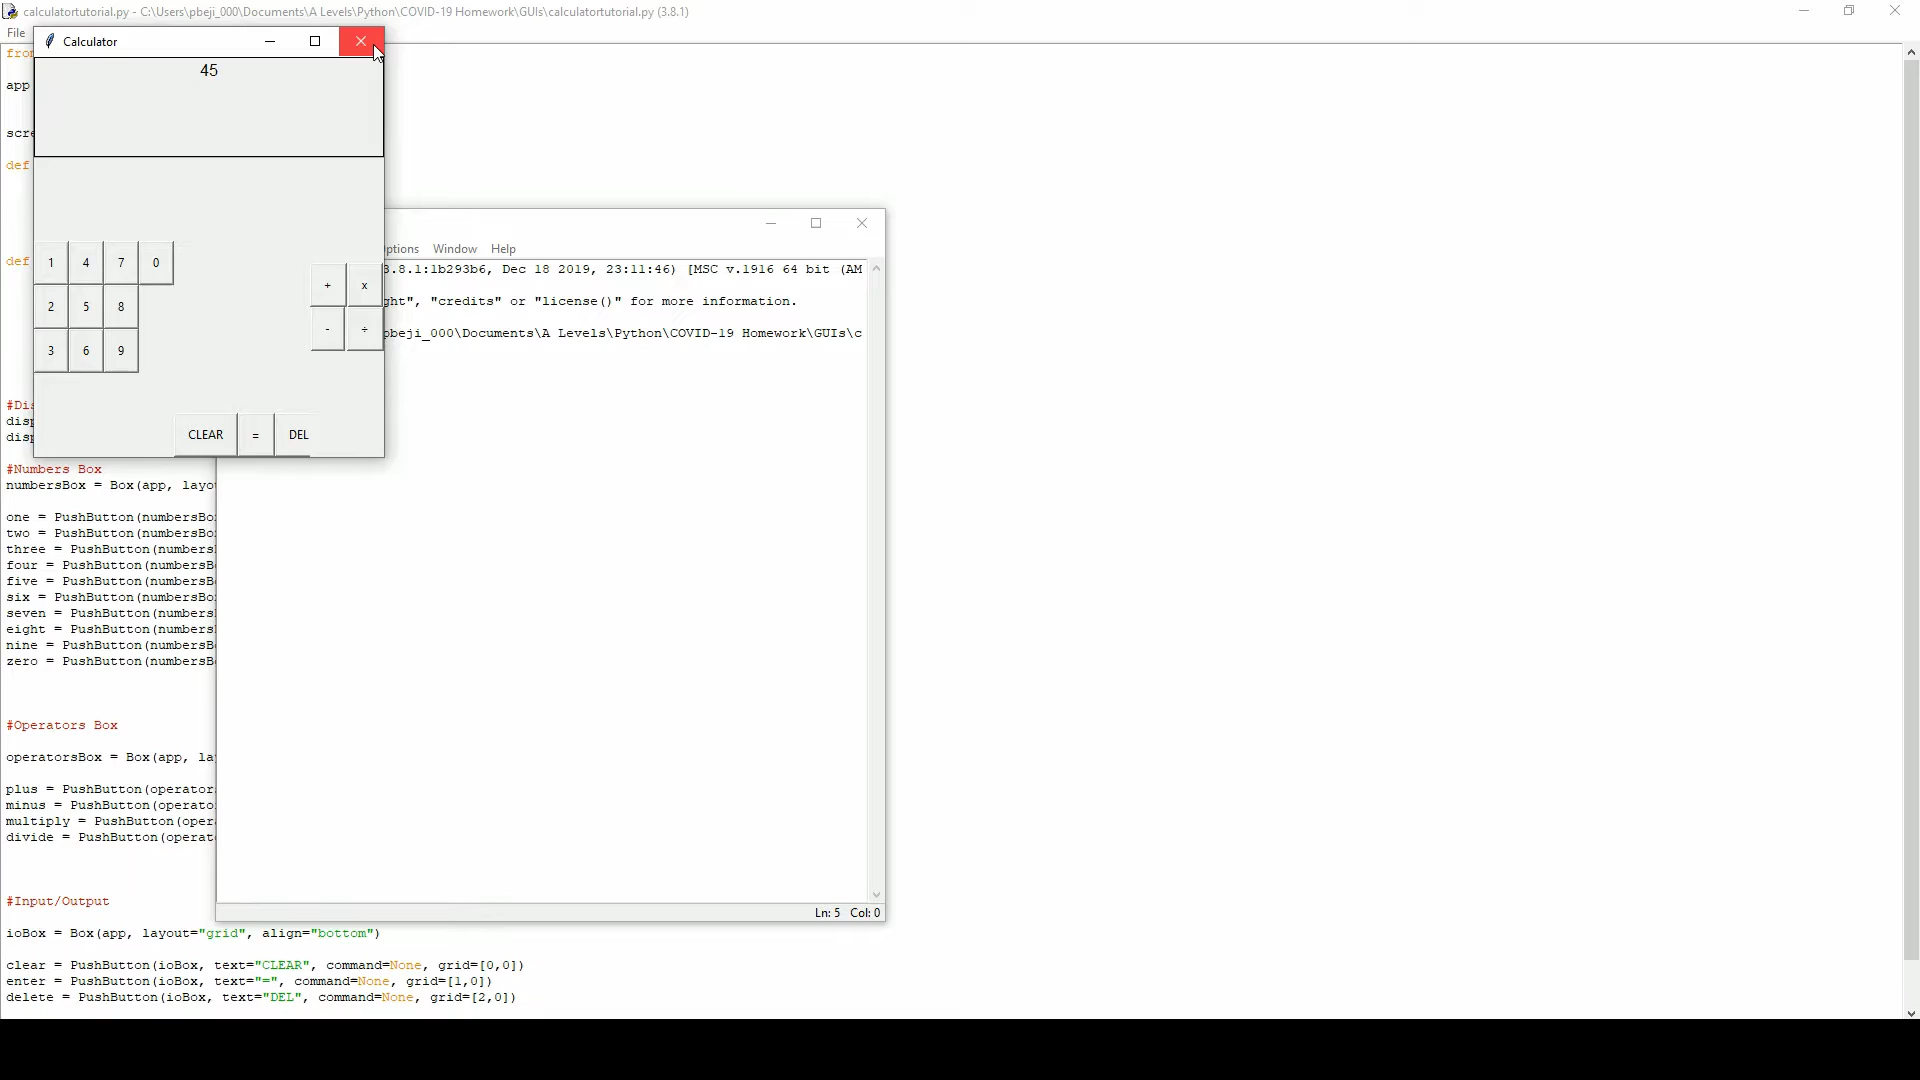 calculatortutorial.py - C:\Users\pbeji_000\Documents\A Levels\Python\COVID-19 Homework\GUIs\calculatortutorial.py (3.8.1)
File
Calculator
45
1 4 7 0
2 5 8
3 6 9
+ x
- ÷
CLEAR = DEL
ptions Window Help
3.8.1:1b293b6, Dec 18 2019, 23:11:46) [MSC v.1916 64 bit (AM
ght", "credits" or "license()" for more information.
pbeji_000\Documents\A Levels\Python\COVID-19 Homework\GUIs\c
Ln: 5 Col: 0
from
app
scre
def
def
#Dis
disp
disp
#Numbers Box
numbersBox = Box(app, layou
one = PushButton(numbersBo
two = PushButton(numbersBo
three = PushButton(numbers
four = PushButton(numbersB
five = PushButton(numbersB
six = PushButton(numbersBo
seven = PushButton(numbers
eight = PushButton(numbers
nine = PushButton(numbersB
zero = PushButton(numbersB
#Operators Box
operatorsBox = Box(app, la
plus = PushButton(operator
minus = PushButton(operato
multiply = PushButton(oper
divide = PushButton(operat
#Input/Output
ioBox = Box(app, layout="grid", align="bottom")
clear = PushButton(ioBox, text="CLEAR", command=None, grid=[0,0])
enter = PushButton(ioBox, text="=", command=None, grid=[1,0])
delete = PushButton(ioBox, text="DEL", command=None, grid=[2,0])